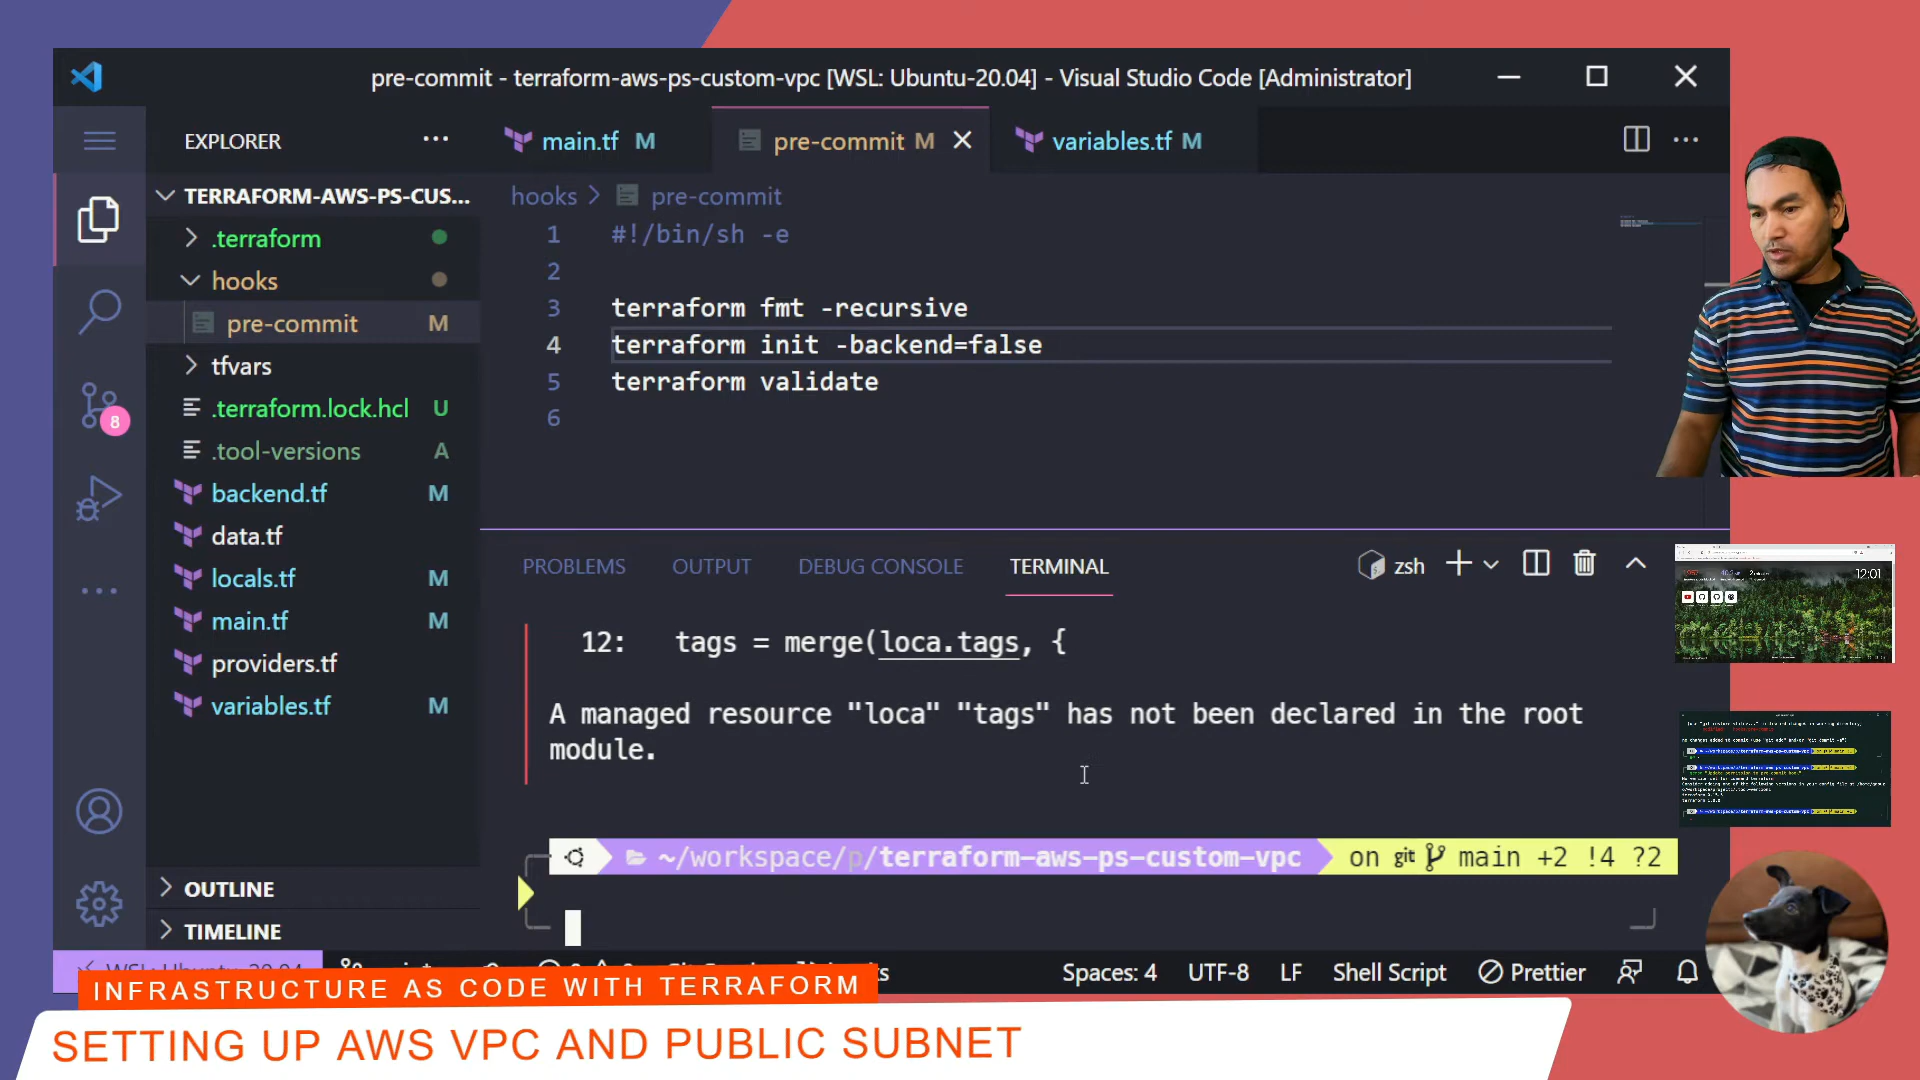 pre-commit - terraform-aws-ps-custom-vpc [WSL: Ubuntu-20.04] - Visual Studio Code [Administrator]
EXPLORER
main.tf M
pre-commit M
variables.tf M
TERRAFORM-AWS-PS-CUS...
hooks > pre-commit
.terraform
hooks
pre-commit M
tfvars
.terraform.lock.hcl U
.tool-versions A
backend.tf M
data.tf
locals.tf M
main.tf M
providers.tf
variables.tf M
8
OUTLINE
TIMELINE
1 #!/bin/sh -e
2
3 terraform fmt -recursive
4 terraform init -backend=false
5 terraform validate
6
PROBLEMS OUTPUT DEBUG CONSOLE TERMINAL
zsh
12: tags = merge(loca.tags, {
A managed resource "loca" "tags" has not been declared in the root
module.
~/workspace/p/terraform-aws-ps-custom-vpc on git main +2 !4 ?2
Spaces: 4 UTF-8 LF Shell Script Prettier
12:01
INFRASTRUCTURE AS CODE WITH TERRAFORM
SETTING UP AWS VPC AND PUBLIC SUBNET